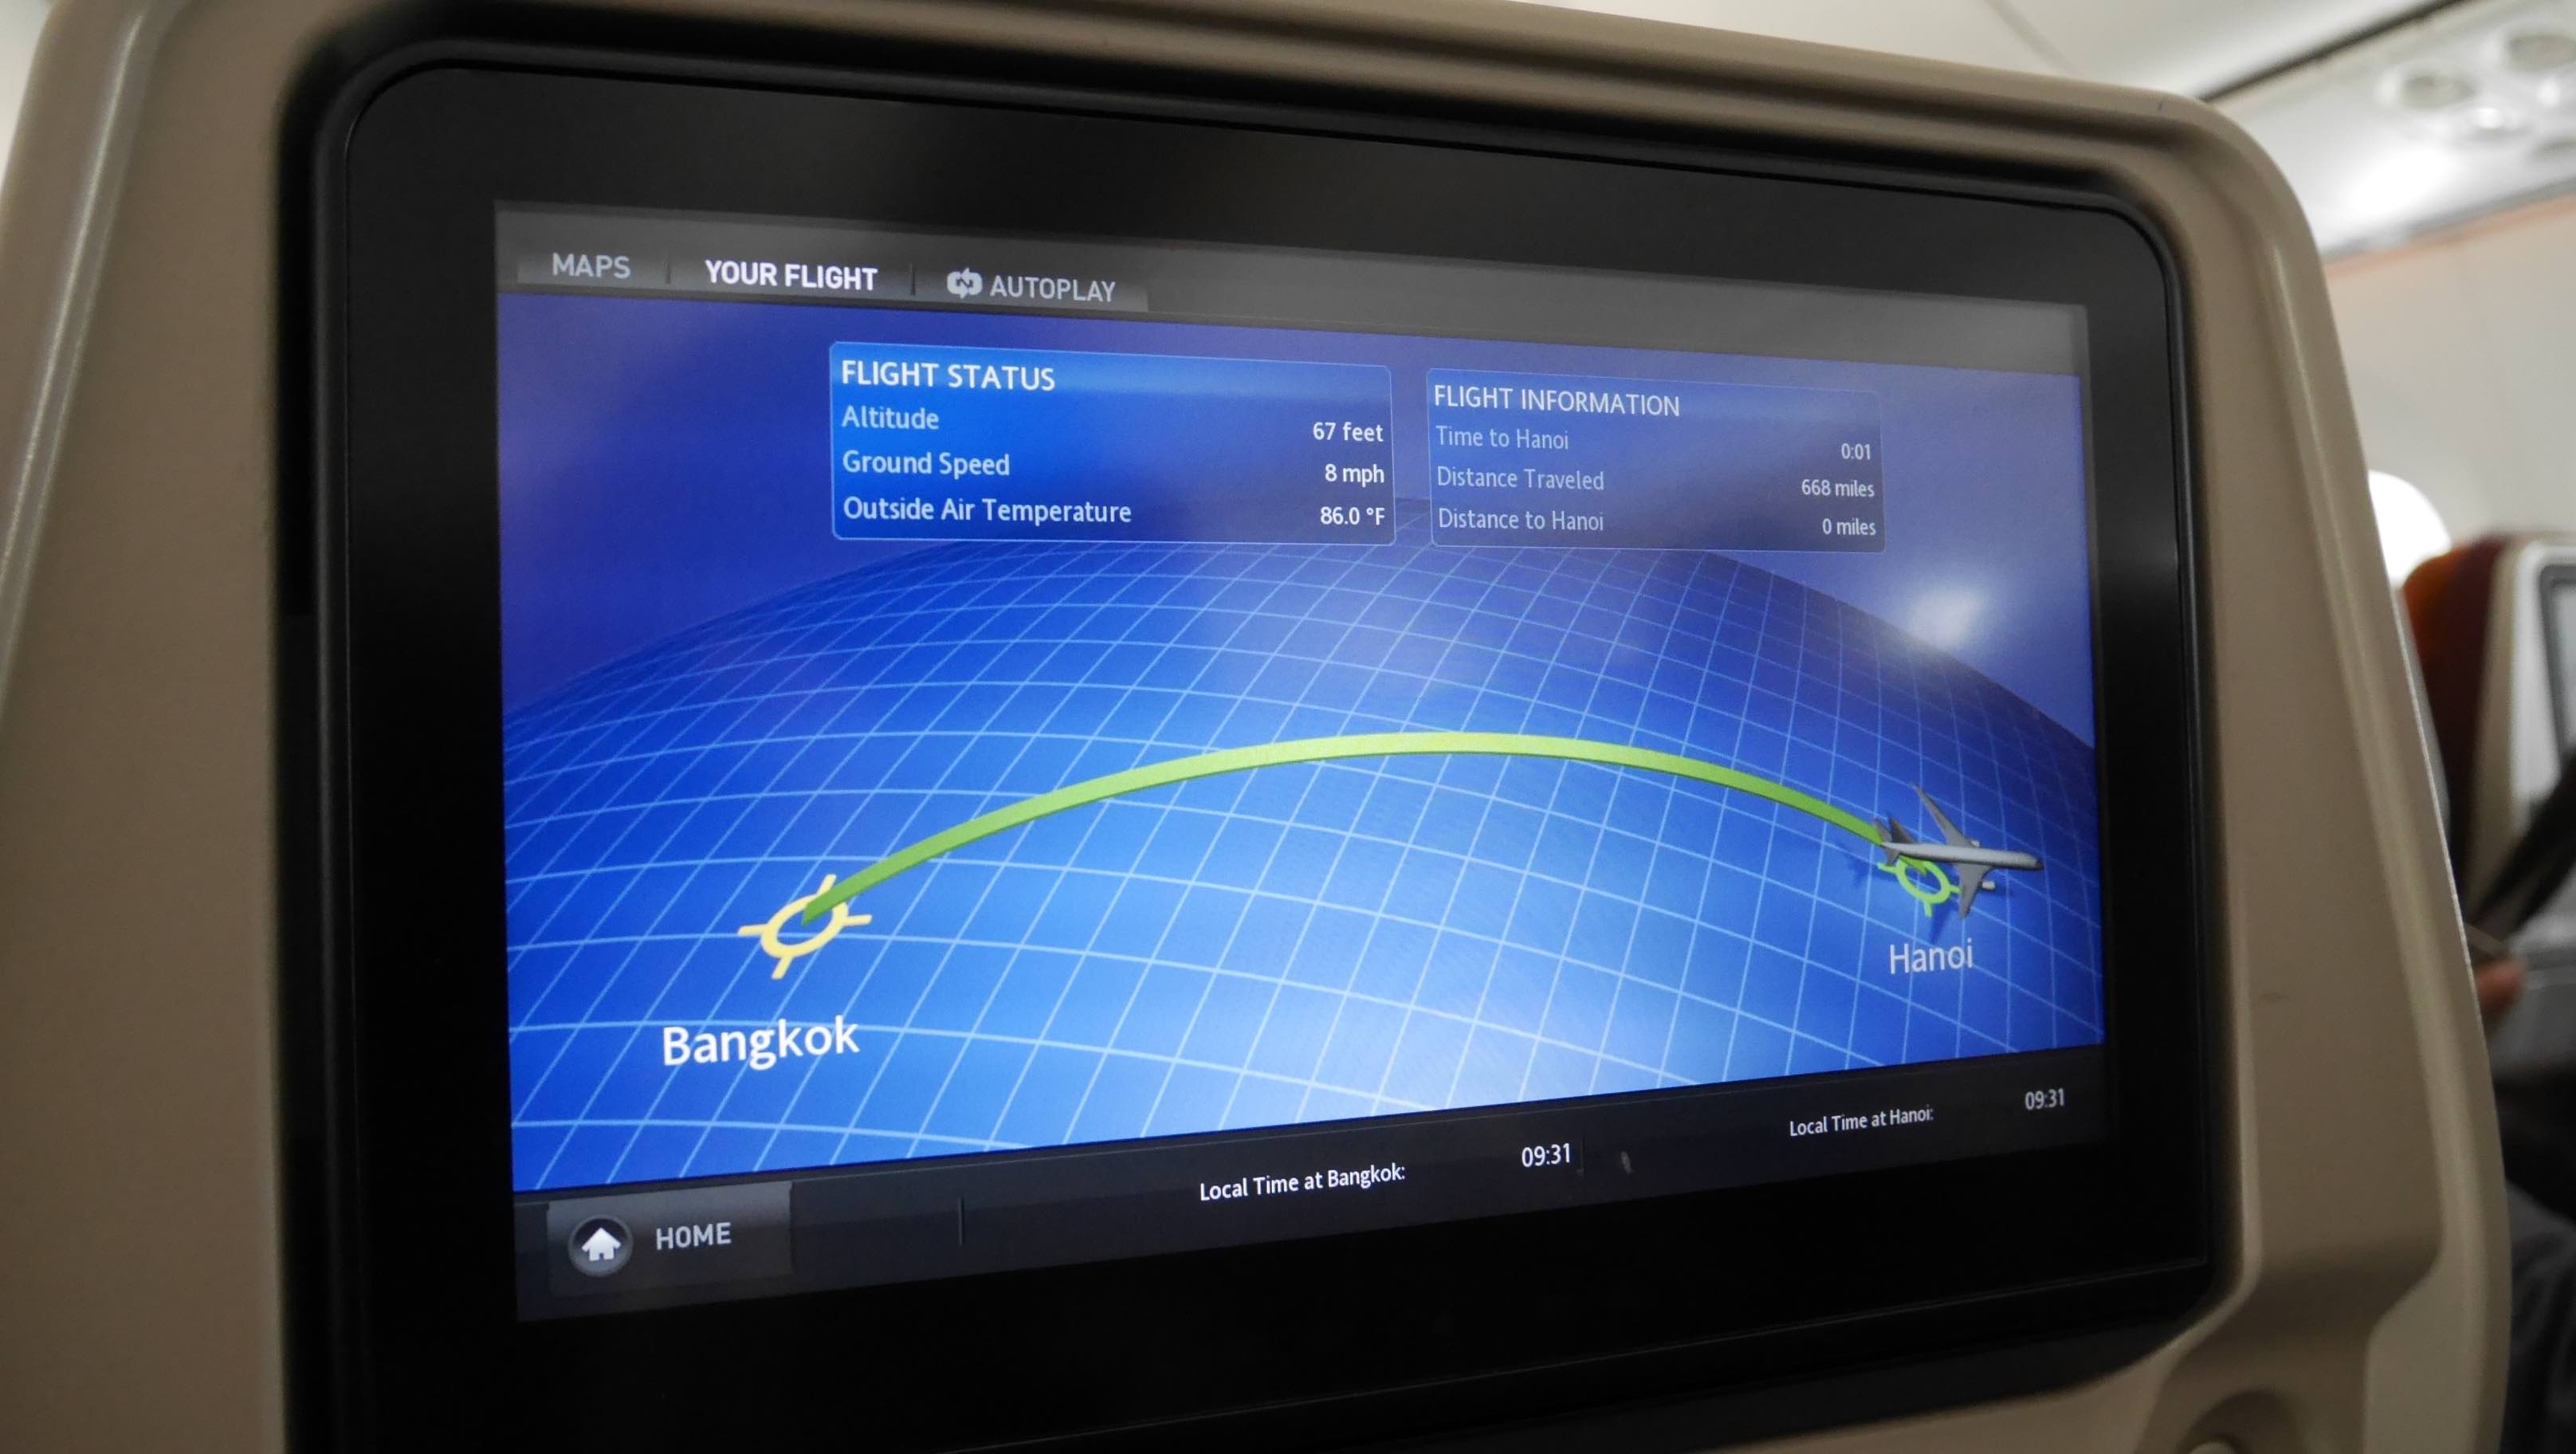 MAPS YOUR FLIGHT AUTOPLAY
FLIGHT STATUS
Altitude 67 feet
Ground Speed 8 mph
Outside Air Temperature 86.0 °F
FLIGHT INFORMATION
Time to Hanoi 0:01
Distance Traveled 668 miles
Distance to Hanoi 0 miles
Hanoi
Bangkok
HOME
Local Time at Bangkok: 09:31
Local Time at Hanoi: 09:31